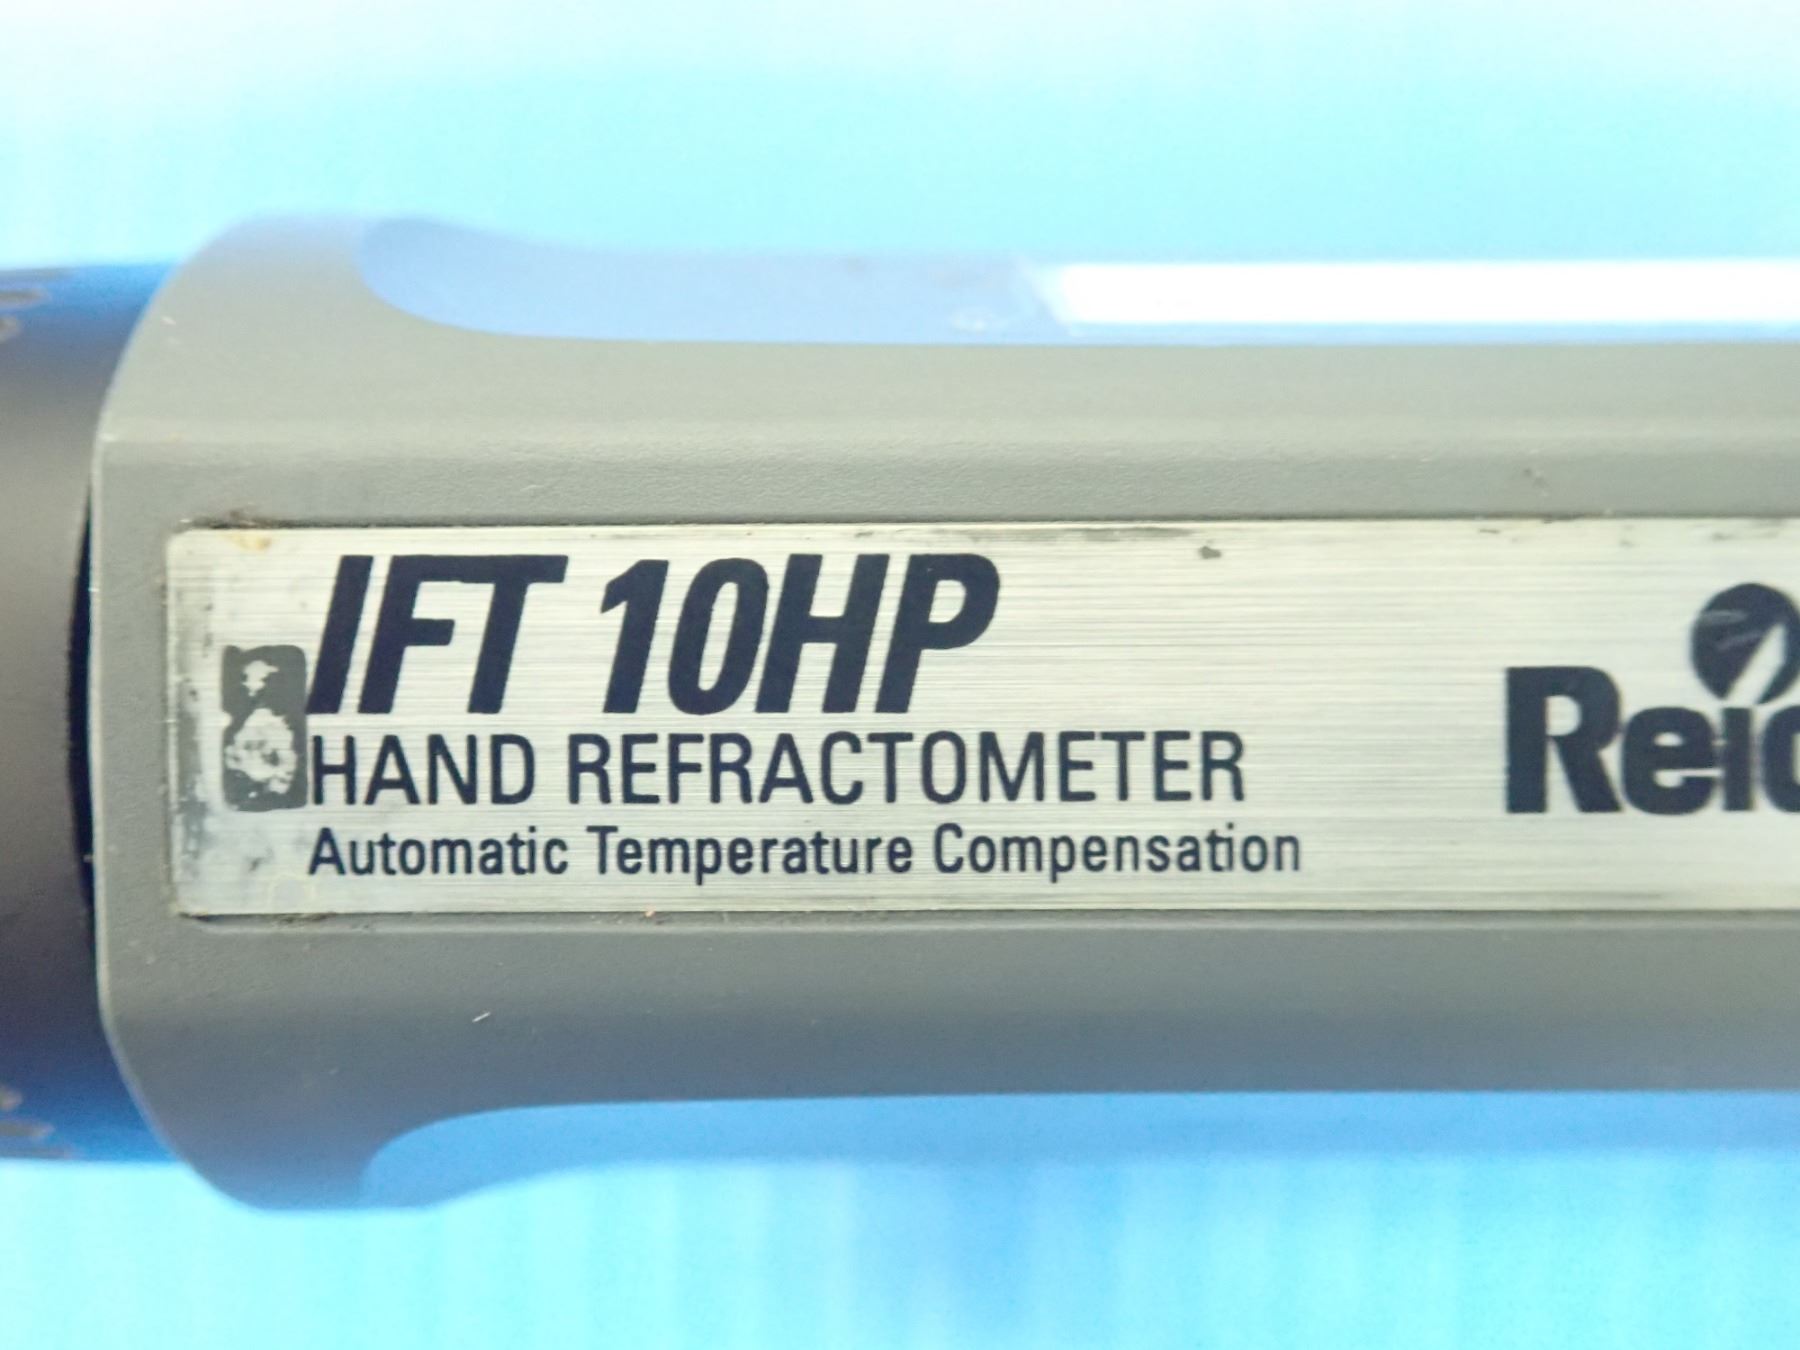 IFT 10HP
HAND REFRACTOMETER
Automatic Temperature Compensation